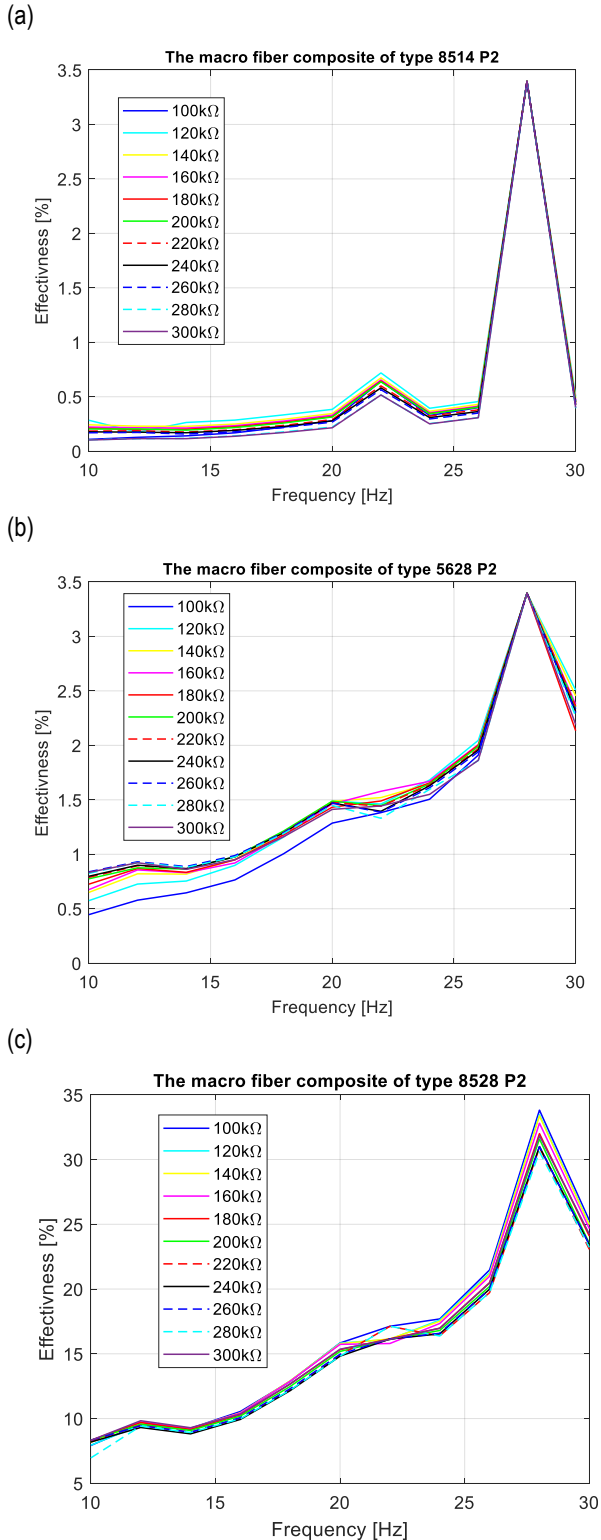 (a)
The macro fiber composite of type 8514 P2
3.5
3
2.5
2
1.5
1
0.5
0
Effectivness [%]
100kΩ
120kΩ
140kΩ
160kΩ
180kΩ
200kΩ
220kΩ
240kΩ
260kΩ
280kΩ
300kΩ
10 15 20 25 30
Frequency [Hz]
(b)
The macro fiber composite of type 5628 P2
3.5
3
2.5
2
1.5
1
0.5
0
Effectivness [%]
100kΩ
120kΩ
140kΩ
160kΩ
180kΩ
200kΩ
220kΩ
240kΩ
260kΩ
280kΩ
300kΩ
10 15 20 25 30
Frequency [Hz]
(c)
The macro fiber composite of type 8528 P2
35
30
25
20
15
10
5
Effectivness [%]
100kΩ
120kΩ
140kΩ
160kΩ
180kΩ
200kΩ
220kΩ
240kΩ
260kΩ
280kΩ
300kΩ
10 15 20 25 30
Frequency [Hz]